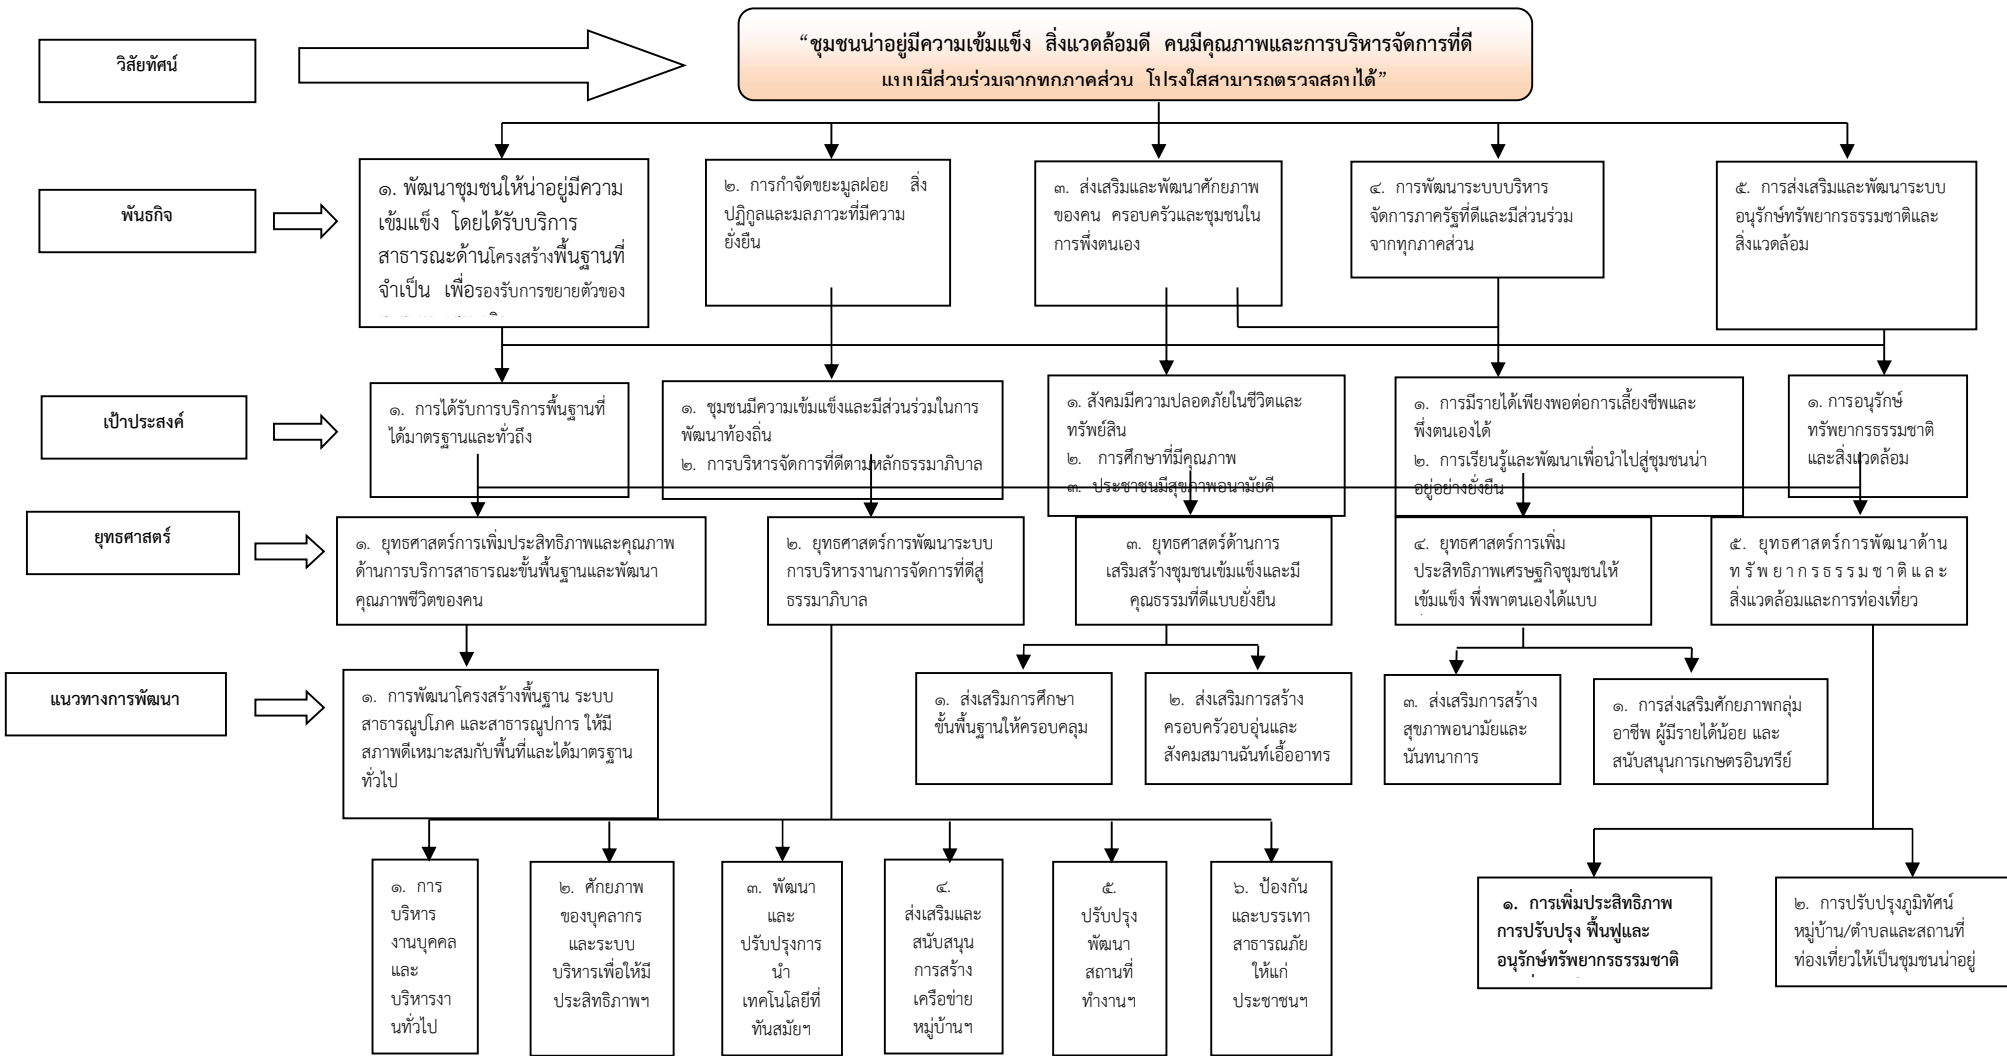 วิสัยทัศน์
“ชุมชนน่าอยู่มีความเข้มแข็ง สิ่งแวดล้อมดี คนมีคุณภาพและการบริหารจัดการที่ดี
แบบมีส่วนร่วมจากทุกภาคส่วน โปร่งใสสามารถตรวจสอบได้”
พันธกิจ
๑. พัฒนาชุมชนให้น่าอยู่มีความ
เข้มแข็ง โดยได้รับบริการ
สาธารณะด้านโครงสร้างพื้นฐานที่
จำเป็น เพื่อรองรับการขยายตัวของ
๒. การกำจัดขยะมูลฝอย สิ่ง
ปฏิกูลและมลภาวะที่มีความ
ยั่งยืน
๓. ส่งเสริมและพัฒนาศักยภาพ
ของคน ครอบครัวและชุมชนใน
การพึ่งตนเอง
๔. การพัฒนาระบบบริหาร
จัดการภาครัฐที่ดีและมีส่วนร่วม
จากทุกภาคส่วน
๕. การส่งเสริมและพัฒนาระบบ
อนุรักษ์ทรัพยากรธรรมชาติและ
สิ่งแวดล้อม
เป้าประสงค์
๑. การได้รับการบริการพื้นฐานที่
ได้มาตรฐานและทั่วถึง
๑. ชุมชนมีความเข้มแข็งและมีส่วนร่วมในการ
พัฒนาท้องถิ่น
๒. การบริหารจัดการที่ดีตามหลักธรรมาภิบาล
๑. สังคมมีความปลอดภัยในชีวิตและ
ทรัพย์สิน
๒. การศึกษาที่มีคุณภาพ
๓. ประชาชนมีสุขภาพอนามัยดี
๑. การมีรายได้เพียงพอต่อการเลี้ยงชีพและ
พึ่งตนเองได้
๒. การเรียนรู้และพัฒนาเพื่อนำไปสู่ชุมชนน่า
อยู่อย่างยั่งยืน
๑. การอนุรักษ์
ทรัพยากรธรรมชาติ
และสิ่งแวดล้อม
ยุทธศาสตร์
๑. ยุทธศาสตร์การเพิ่มประสิทธิภาพและคุณภาพ
ด้านการบริการสาธารณะขั้นพื้นฐานและพัฒนา
คุณภาพชีวิตของคน
๒. ยุทธศาสตร์การพัฒนาระบบ
การบริหารงานการจัดการที่ดีสู่
ธรรมาภิบาล
๓. ยุทธศาสตร์ด้านการ
เสริมสร้างชุมชนเข้มแข็งและมี
คุณธรรมที่ดีแบบยั่งยืน
๔. ยุทธศาสตร์การเพิ่ม
ประสิทธิภาพเศรษฐกิจชุมชนให้
เข้มแข็ง พึ่งพาตนเองได้แบบ
๕. ยุทธศาสตร์การพัฒนาด้าน
ทรัพยากรธรรมชาติและ
สิ่งแวดล้อมและการท่องเที่ยว
แนวทางการพัฒนา
๑. การพัฒนาโครงสร้างพื้นฐาน ระบบ
สาธารณูปโภค และสาธารณูปการ ให้มี
สภาพดีเหมาะสมกับพื้นที่และได้มาตรฐาน
ทั่วไป
๑. ส่งเสริมการศึกษา
ขั้นพื้นฐานให้ครอบคลุม
๒. ส่งเสริมการสร้าง
ครอบครัวอบอุ่นและ
สังคมสมานฉันท์เอื้ออาทร
๓. ส่งเสริมการสร้าง
สุขภาพอนามัยและ
นันทนาการ
๑. การส่งเสริมศักยภาพกลุ่ม
อาชีพ ผู้มีรายได้น้อย และ
สนับสนุนการเกษตรอินทรีย์
๑. การ
บริหาร
งานบุคคล
และ
บริหารงา
นทั่วไป
๒. ศักยภาพ
ของบุคลากร
และระบบ
บริหารเพื่อให้มี
ประสิทธิภาพฯ
๓. พัฒนา
และ
ปรับปรุงการ
นำ
เทคโนโลยีที่
ทันสมัยฯ
๔.
ส่งเสริมและ
สนับสนุน
การสร้าง
เครือข่าย
หมู่บ้านฯ
๕.
ปรับปรุง
พัฒนา
สถานที่
ทำงานฯ
๖. ป้องกัน
และบรรเทา
สาธารณภัย
ให้แก่
ประชาชนฯ
๑. การเพิ่มประสิทธิภาพ
การปรับปรุง ฟื้นฟูและ
อนุรักษ์ทรัพยากรธรรมชาติ
๒. การปรับปรุงภูมิทัศน์
หมู่บ้าน/ตำบลและสถานที่
ท่องเที่ยวให้เป็นชุมชนน่าอยู่